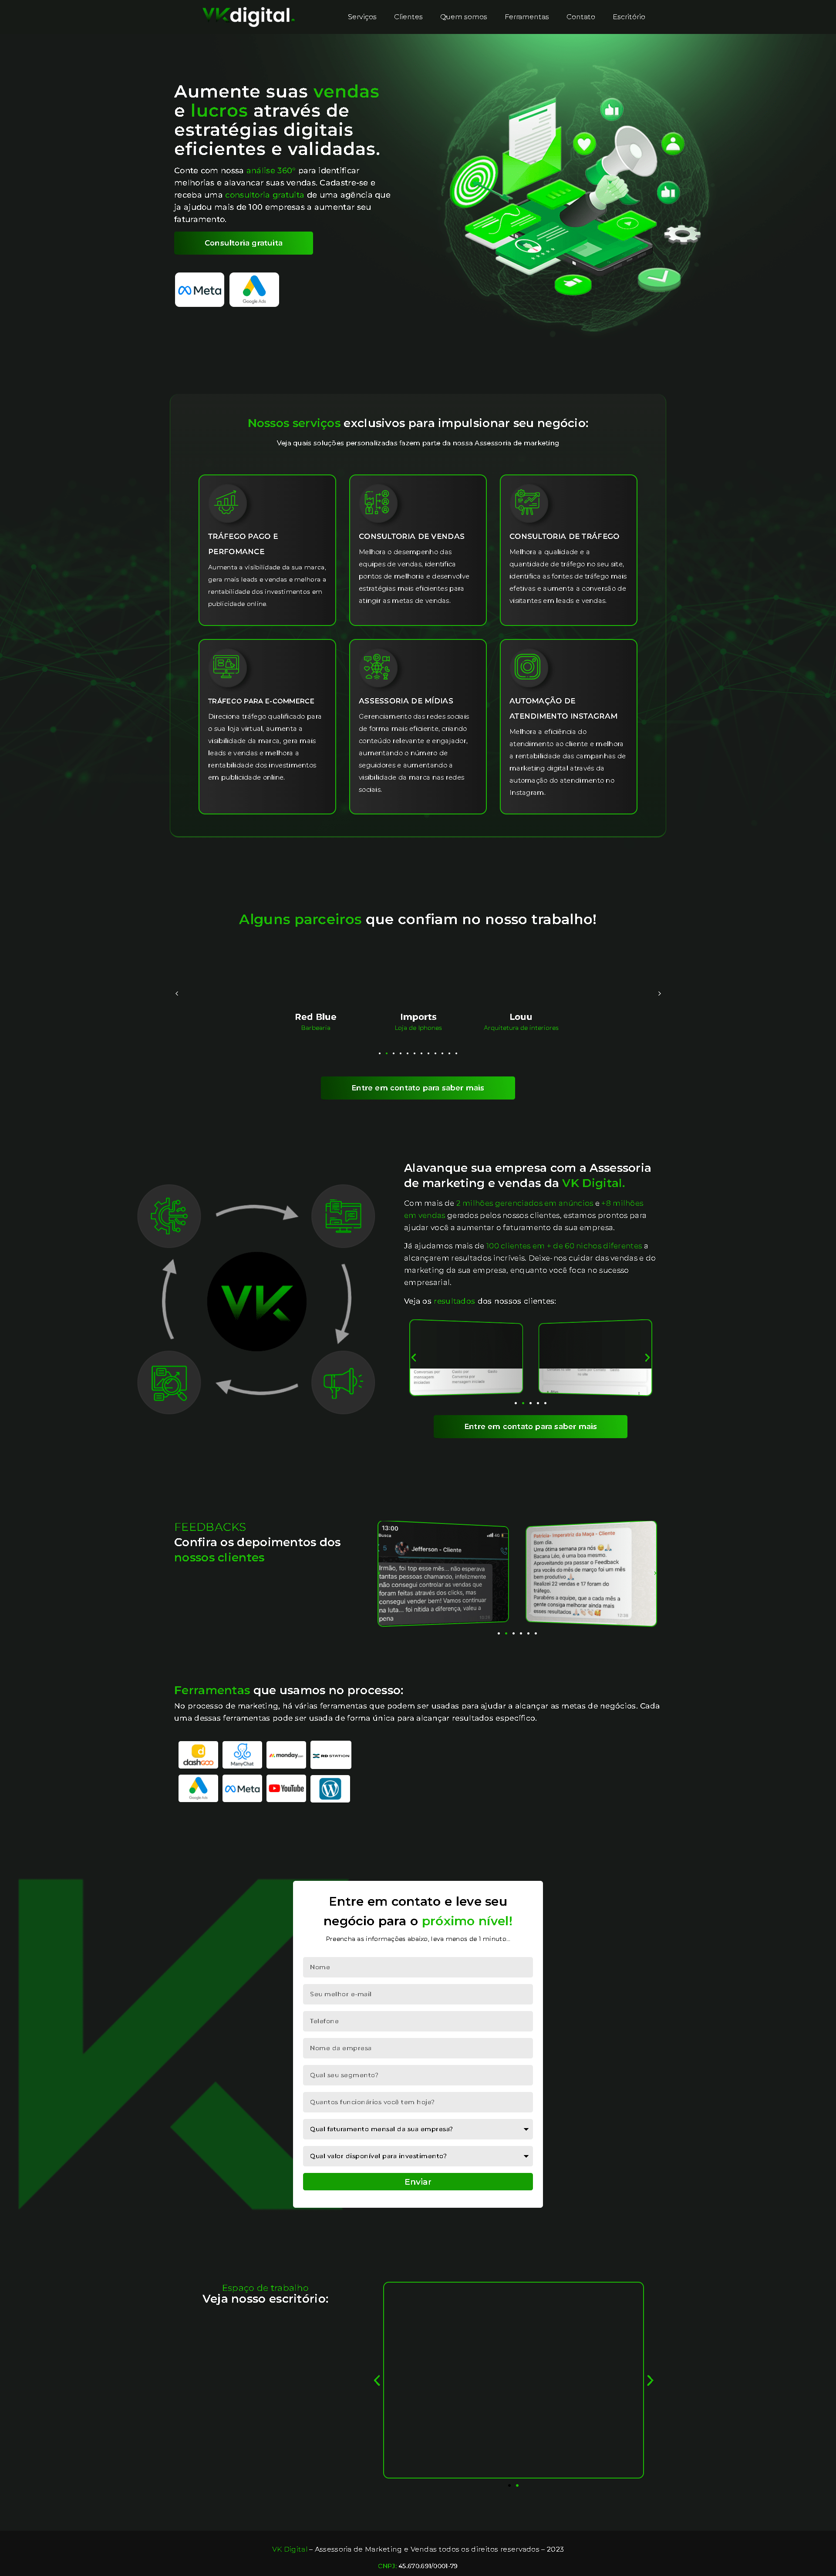 VKdigital.
Serviços
Clientes
Quem somos
Ferramentas
Contato
Escritório
Aumente suas vendas
e lucros através de
estratégias digitais
eficientes e validadas.
Conte com nossa análise 360° para identificar
melhorias e alavancar suas vendas. Cadastre-se e
receba uma consultoria gratuita de uma agência que
ja ajudou mais de 100 empresas a aumentar seu
faturamento.
Consultoria gratuita
Meta
Google Ads
Nossos serviços exclusivos para impulsionar seu negócio:
Veja quais soluções personalizadas fazem parte da nossa Assessoria de marketing
TRÁFEGO PAGO E
PERFOMANCE
Aumenta a visibilidade da sua marca,
gera mais leads e vendas e melhora a
rentabilidade dos investimentos em
publicidade online.
CONSULTORIA DE VENDAS
Melhora o desempenho das
equipes de vendas, identifica
pontos de melhoria e desenvolve
estratégias mais eficientes para
atingir as metas de vendas.
CONSULTORIA DE TRÁFEGO
Melhora a qualidade e a
quantidade de tráfego no seu site,
identifica as fontes de tráfego mais
efetivas e aumenta a conversão de
visitantes em leads e vendas.
TRÁFEGO PARA E-COMMERCE
Direciona tráfego qualificado para
o sua loja virtual, aumenta a
visibilidade da marca, gera mais
leads e vendas e melhora a
rentabilidade dos investimentos
em publicidade online.
ASSESSORIA DE MÍDIAS
Gerenciamento das redes sociais
de forma mais eficiente, criando
conteúdo relevante e engajador,
aumentando o número de
seguidores e aumentando a
visibilidade da marca nas redes
sociais.
AUTOMAÇÃO DE
ATENDIMENTO INSTAGRAM
Melhora a eficiência do
atendimento ao cliente e melhora
a rentabilidade das campanhas de
marketing digital através da
automação do atendimento no
Instagram.
Alguns parceiros que confiam no nosso trabalho!
Red Blue
Barbearia
Imports
Loja de Iphones
Louu
Arquitetura de interiores
Entre em contato para saber mais
Alavanque sua empresa com a Assessoria
de marketing e vendas da VK Digital.
Com mais de 2 milhões gerenciados em anúncios e +8 milhões
em vendas gerados pelos nossos clientes, estamos prontos para
ajudar você a aumentar o faturamento da sua empresa.
Já ajudamos mais de 100 clientes em + de 60 nichos diferentes a
alcançarem resultados incríveis. Deixe-nos cuidar das vendas e do
marketing da sua empresa, enquanto você foca no sucesso
empresarial.
Veja os resultados dos nossos clientes:
VK
Entre em contato para saber mais
FEEDBACKS
Confira os depoimentos dos
nossos clientes
13:00
Busca
4G
5
Jefferson - Cliente
Irmão, foi top esse mês... não esperava
tantas pessoas chamando, infelizmente
não consegui controlar as vendas que
foram feitas através dos clicks, mas
consegui vender bem! Vamos continuar
na luta... foi nítida a diferença, valeu a
pena
Patrícia- Imperatriz da Maçã - Cliente
Bom dia.
Uma ótima semana pra nós
Bacana Léo, é uma boa mesmo.
Aproveitando pra passar o Feedback
pra vocês do mês de março já foi um mês
bem produtivo
Realizei 22 vendas e 17 foram do
tráfego.
Parabéns a equipe, que a cada mês a
gente consiga melhorar ainda mais
esses resultados
Ferramentas que usamos no processo:
No processo de marketing, há várias ferramentas que podem ser usadas para ajudar a alcançar as metas de negócios. Cada
uma dessas ferramentas pode ser usada de forma única para alcançar resultados específico.
dashgoo
ManyChat
monday.com
RD STATION
Google Ads
Meta
YouTube
Entre em contato e leve seu
negócio para o próximo nível!
Preencha as informações abaixo, leva menos de 1 minuto..
Nome
Seu melhor e-mail
Telefone
Nome da empresa
Qual seu segmento?
Quantos funcionários você tem hoje?
Qual faturamento mensal da sua empresa?
Qual valor disponível para investimento?
Enviar
Espaço de trabalho
Veja nosso escritório:
VK Digital – Assessoria de Marketing e Vendas todos os direitos reservados – 2023
CNPJ: 45.670.691/0001-79